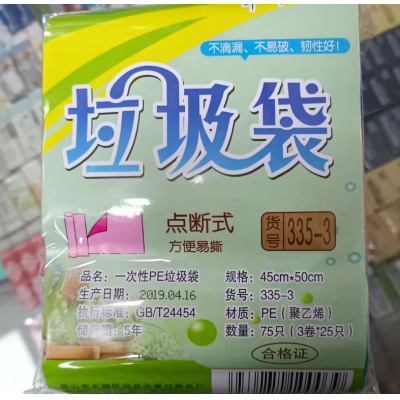 不滴漏、不易破、韧性好！
垃圾袋
点断式
方便易撕
货号 335-3
品名：一次性PE垃圾袋 规格：45cm*50cm
生产日期：2019.04.16 货号：335-3
执行标准：GB/T24454 材质：PE（聚乙烯）
储存期：5年 数量：75只（3卷*25只）
合格证